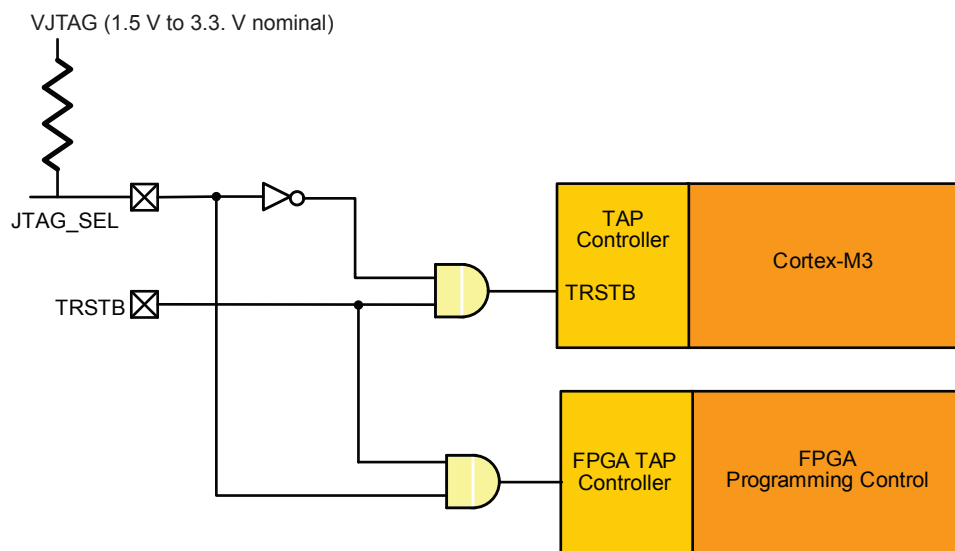 VJTAG (1.5 V to 3.3. V nominal)
JTAG_SEL
TAP
Controller
Cortex-M3
TRSTB
TRSTB
FPGA TAP
Controller
FPGA
Programming Control